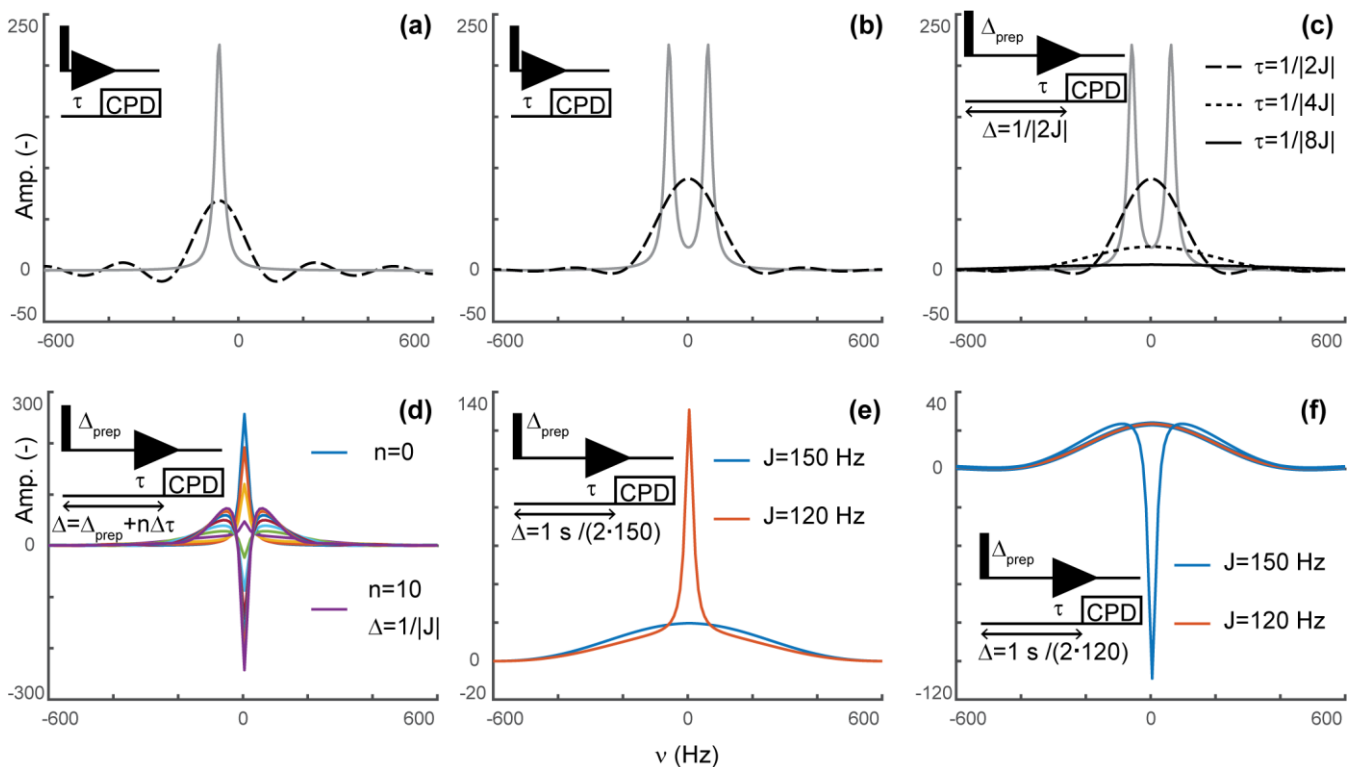 (a)
250
0
-50
Amp. (-)
τ
CPD
-600
0
600
(b)
τ
CPD
-600
0
600
(c)
250
0
-50
Δprep
τ
CPD
Δ=1/|2J|
τ=1/|2J|
τ=1/|4J|
τ=1/|8J|
-600
0
600
(d)
300
0
-300
Amp. (-)
Δprep
τ
CPD
Δ=Δprep+nΔτ
n=0
n=10
Δ=1/|J|
-600
0
600
(e)
140
0
-20
Δprep
τ
CPD
Δ=1 s /(2·150)
J=150 Hz
J=120 Hz
-600
0
600
(f)
40
0
-120
Δprep
τ
CPD
Δ=1 s /(2·120)
J=150 Hz
J=120 Hz
-600
0
600
ν (Hz)